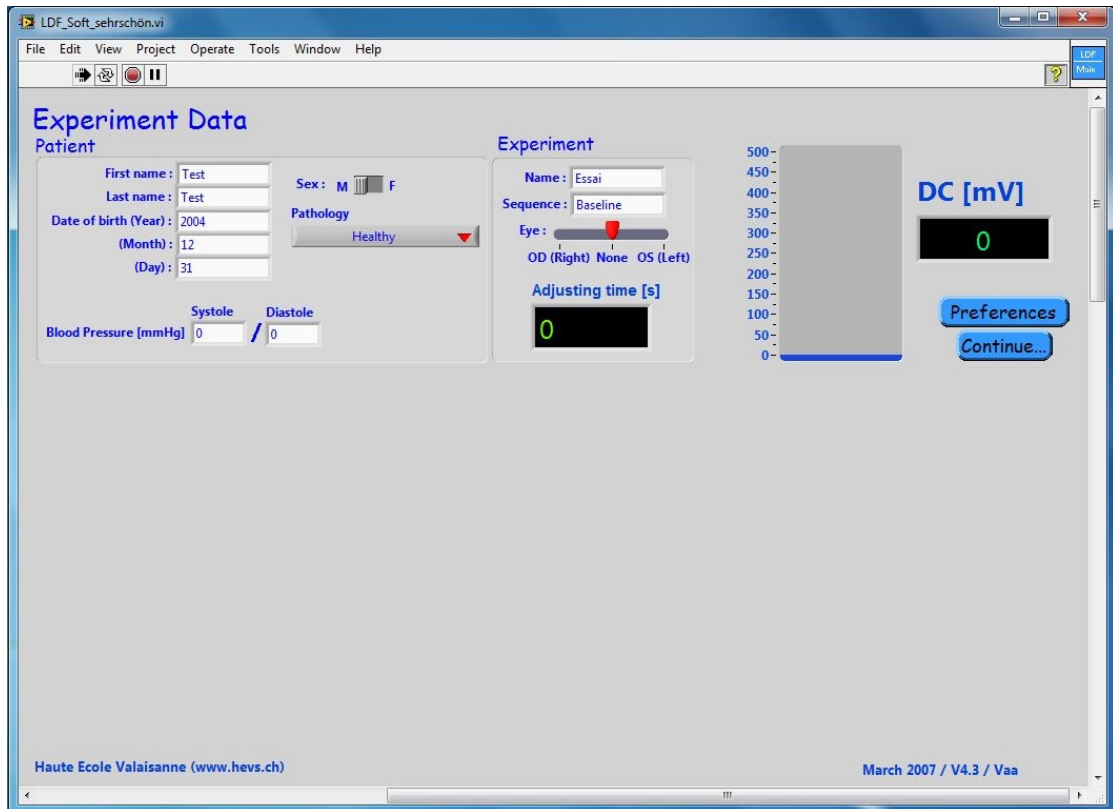 LDF_Soft_sehrschön.vi
File Edit View Project Operate Tools Window Help
LDF
Main
Experiment Data
Patient
First name : Test
Last name : Test
Date of birth (Year) : 2004
(Month) : 12
(Day) : 31
Sex : M F
Pathology
Healthy
Systole Diastole
Blood Pressure [mmHg] 0 / 0
Experiment
Name : Essai
Sequence : Baseline
Eye :
OD (Right) None OS (Left)
Adjusting time [s]
0
500
450
400
350
300
250
200
150
100
50
0
DC [mV]
0
Preferences
Continue...
Haute Ecole Valaisanne (www.hevs.ch)
March 2007 / V4.3 / Vaa